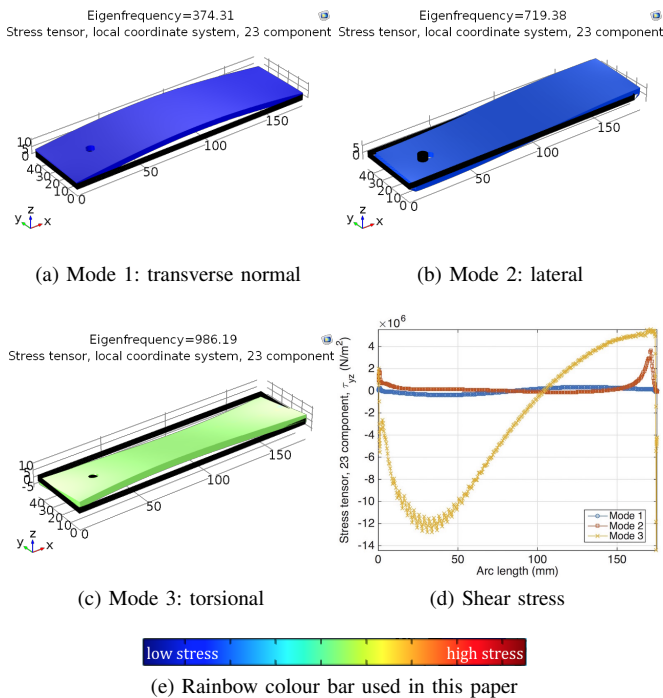 Eigenfrequency=374.31
Stress tensor, local coordinate system, 23 component
10
5
0
40
30
20
10
0
0
50
100
150
y
z
x
(a) Mode 1: transverse normal
Eigenfrequency=719.38
Stress tensor, local coordinate system, 23 component
5
0
40
30
20
10
0
0
50
100
150
y
z
x
(b) Mode 2: lateral
Eigenfrequency=986.19
Stress tensor, local coordinate system, 23 component
10
5
0
-5
40
30
20
10
0
0
50
100
150
y
z
x
(c) Mode 3: torsional
×10⁶
Stress tensor, 23 component, τyz (N/m²)
4
2
0
-2
-4
-6
-8
-10
-12
-14
0
50
100
150
Arc length (mm)
Mode 1
Mode 2
Mode 3
(d) Shear stress
low stress
high stress
(e) Rainbow colour bar used in this paper